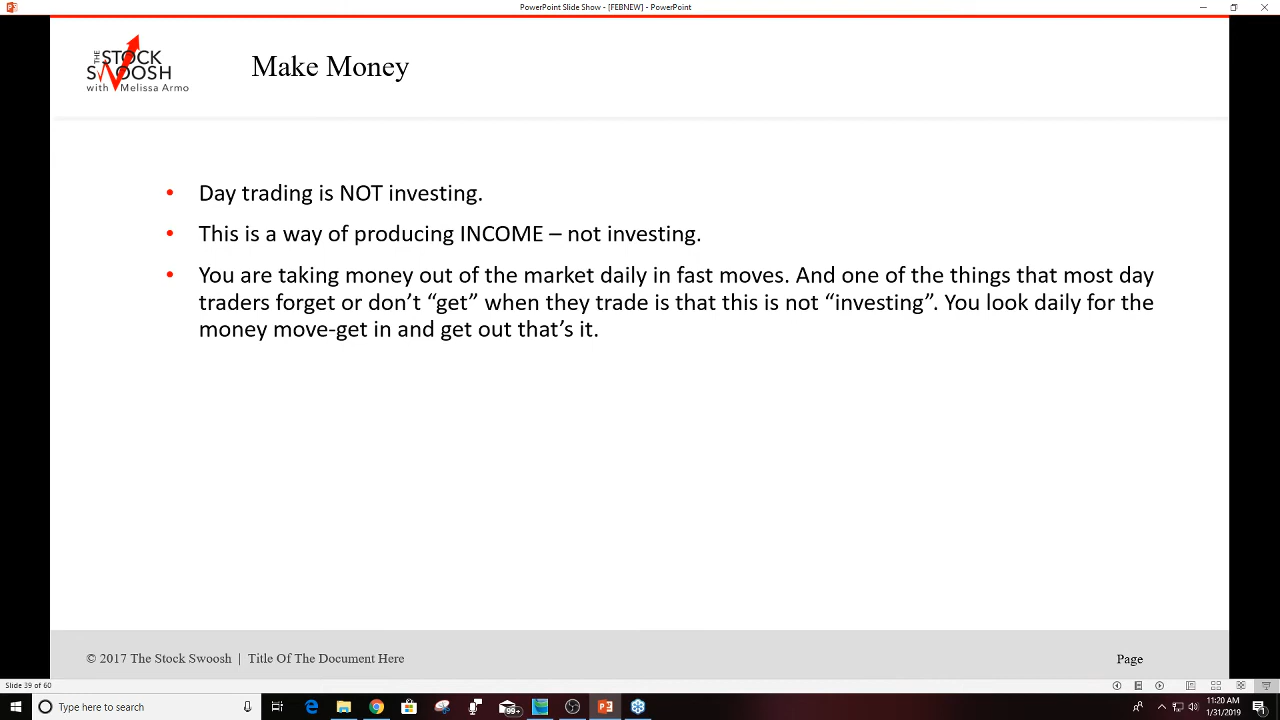 PowerPoint Slide Show - [FEBNEW] - PowerPoint
THE
STOCK
SWOOSH
with Melissa Armo
Make Money
• Day trading is NOT investing.
• This is a way of producing INCOME – not investing.
• You are taking money out of the market daily in fast moves. And one of the things that most day
traders forget or don’t “get” when they trade is that this is not “investing”. You look daily for the
money move-get in and get out that’s it.
© 2017 The Stock Swoosh | Title Of The Document Here
Page
Slide 39 of 60
Type here to search
99+
11:20 AM
1/31/2019
1